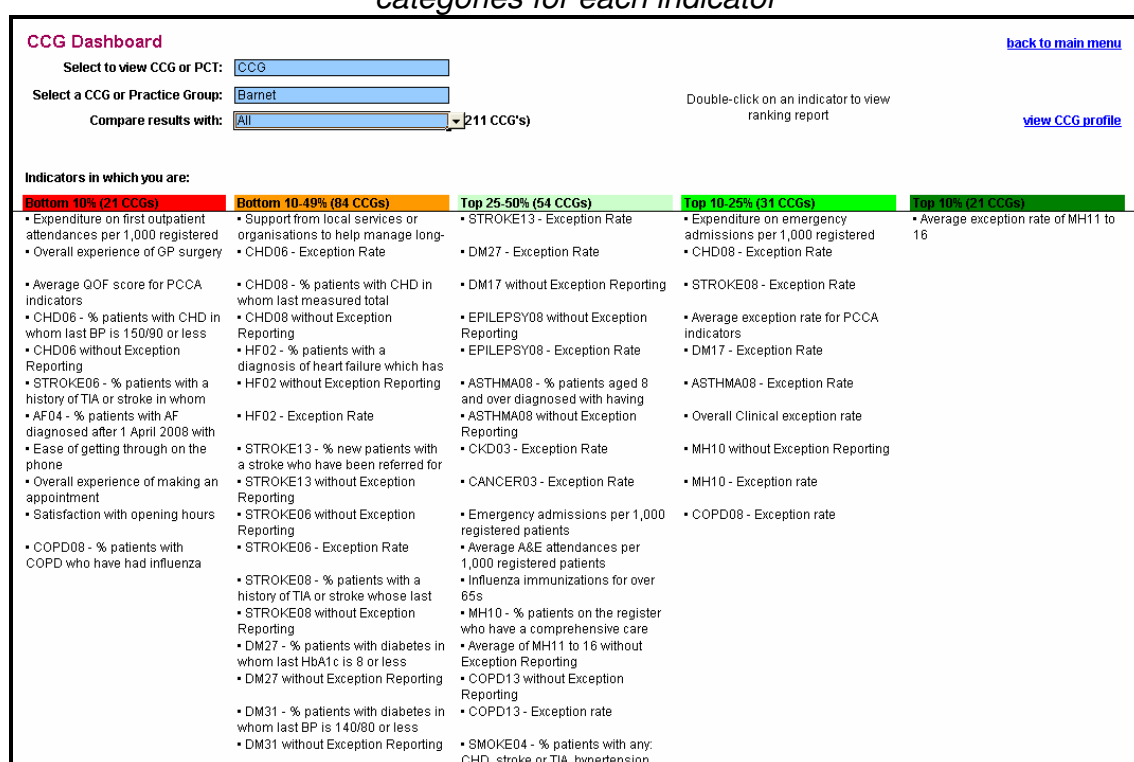 categories for each indicator
CCG Dashboard
back to main menu
Select to view CCG or PCT: CCG
Select a CCG or Practice Group: Barnet
Double-click on an indicator to view
ranking report
Compare results with: All 211 CCG's)
view CCG profile
Indicators in which you are:
Bottom 10% (21 CCGs)
▪ Expenditure on first outpatient
attendances per 1,000 registered
▪ Overall experience of GP surgery
▪ Average QOF score for PCCA
indicators
▪ CHD06 - % patients with CHD in
whom last BP is 150/90 or less
▪ CHD06 without Exception
Reporting
▪ STROKE06 - % patients with a
history of TIA or stroke in whom
▪ AF04 - % patients with AF
diagnosed after 1 April 2008 with
▪ Ease of getting through on the
phone
▪ Overall experience of making an
appointment
▪ Satisfaction with opening hours
▪ COPD08 - % patients with
COPD who have had influenza
Bottom 10-49% (84 CCGs)
▪ Support from local services or
organisations to help manage long-
▪ CHD06 - Exception Rate
▪ CHD08 - % patients with CHD in
whom last measured total
▪ CHD08 without Exception
Reporting
▪ HF02 - % patients with a
diagnosis of heart failure which has
▪ HF02 without Exception Reporting
▪ HF02 - Exception Rate
▪ STROKE13 - % new patients with
a stroke who have been referred for
▪ STROKE13 without Exception
Reporting
▪ STROKE06 without Exception
Reporting
▪ STROKE06 - Exception Rate
▪ STROKE08 - % patients with a
history of TIA or stroke whose last
▪ STROKE08 without Exception
Reporting
▪ DM27 - % patients with diabetes in
whom last HbA1c is 8 or less
▪ DM27 without Exception Reporting
▪ DM31 - % patients with diabetes in
whom last BP is 140/80 or less
▪ DM31 without Exception Reporting
Top 25-50% (54 CCGs)
▪ STROKE13 - Exception Rate
▪ DM27 - Exception Rate
▪ DM17 without Exception Reporting
▪ EPILEPSY08 without Exception
Reporting
▪ EPILEPSY08 - Exception Rate
▪ ASTHMA08 - % patients aged 8
and over diagnosed with having
▪ ASTHMA08 without Exception
Reporting
▪ CKD03 - Exception Rate
▪ CANCER03 - Exception Rate
▪ Emergency admissions per 1,000
registered patients
▪ Average A&E attendances per
1,000 registered patients
▪ Influenza immunizations for over
65s
▪ MH10 - % patients on the register
who have a comprehensive care
▪ Average of MH11 to 16 without
Exception Reporting
▪ COPD13 without Exception
Reporting
▪ COPD13 - Exception rate
▪ SMOKE04 - % patients with any:
CHD, stroke or TIA, hypertension
Top 10-25% (31 CCGs)
▪ Expenditure on emergency
admissions per 1,000 registered
▪ CHD08 - Exception Rate
▪ STROKE08 - Exception Rate
▪ Average exception rate for PCCA
indicators
▪ DM17 - Exception Rate
▪ ASTHMA08 - Exception Rate
▪ Overall Clinical exception rate
▪ MH10 without Exception Reporting
▪ MH10 - Exception rate
▪ COPD08 - Exception rate
Top 10% (21 CCGs)
▪ Average exception rate of MH11 to
16